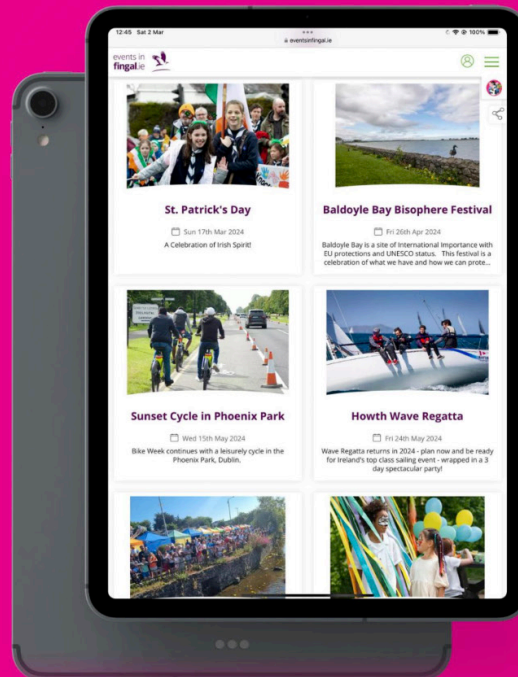 12:45 Sat 2 Mar
100%
eventsinfingal.ie
events in
fingal.ie
St. Patrick's Day
Sun 17th Mar 2024
A Celebration of Irish Spirit!
Baldoyle Bay Bisophere Festival
Fri 26th Apr 2024
Baldoyle Bay is a site of International Importance with
EU protections and UNESCO status. This festival is a
celebration of what we have and how we can prote...
Sunset Cycle in Phoenix Park
Wed 15th May 2024
Bike Week continues with a leisurely cycle in the
Phoenix Park, Dublin.
Howth Wave Regatta
Fri 24th May 2024
Wave Regatta returns in 2024 - plan now and be ready
for Ireland's top class sailing event - wrapped in a 3
day spectacular party!